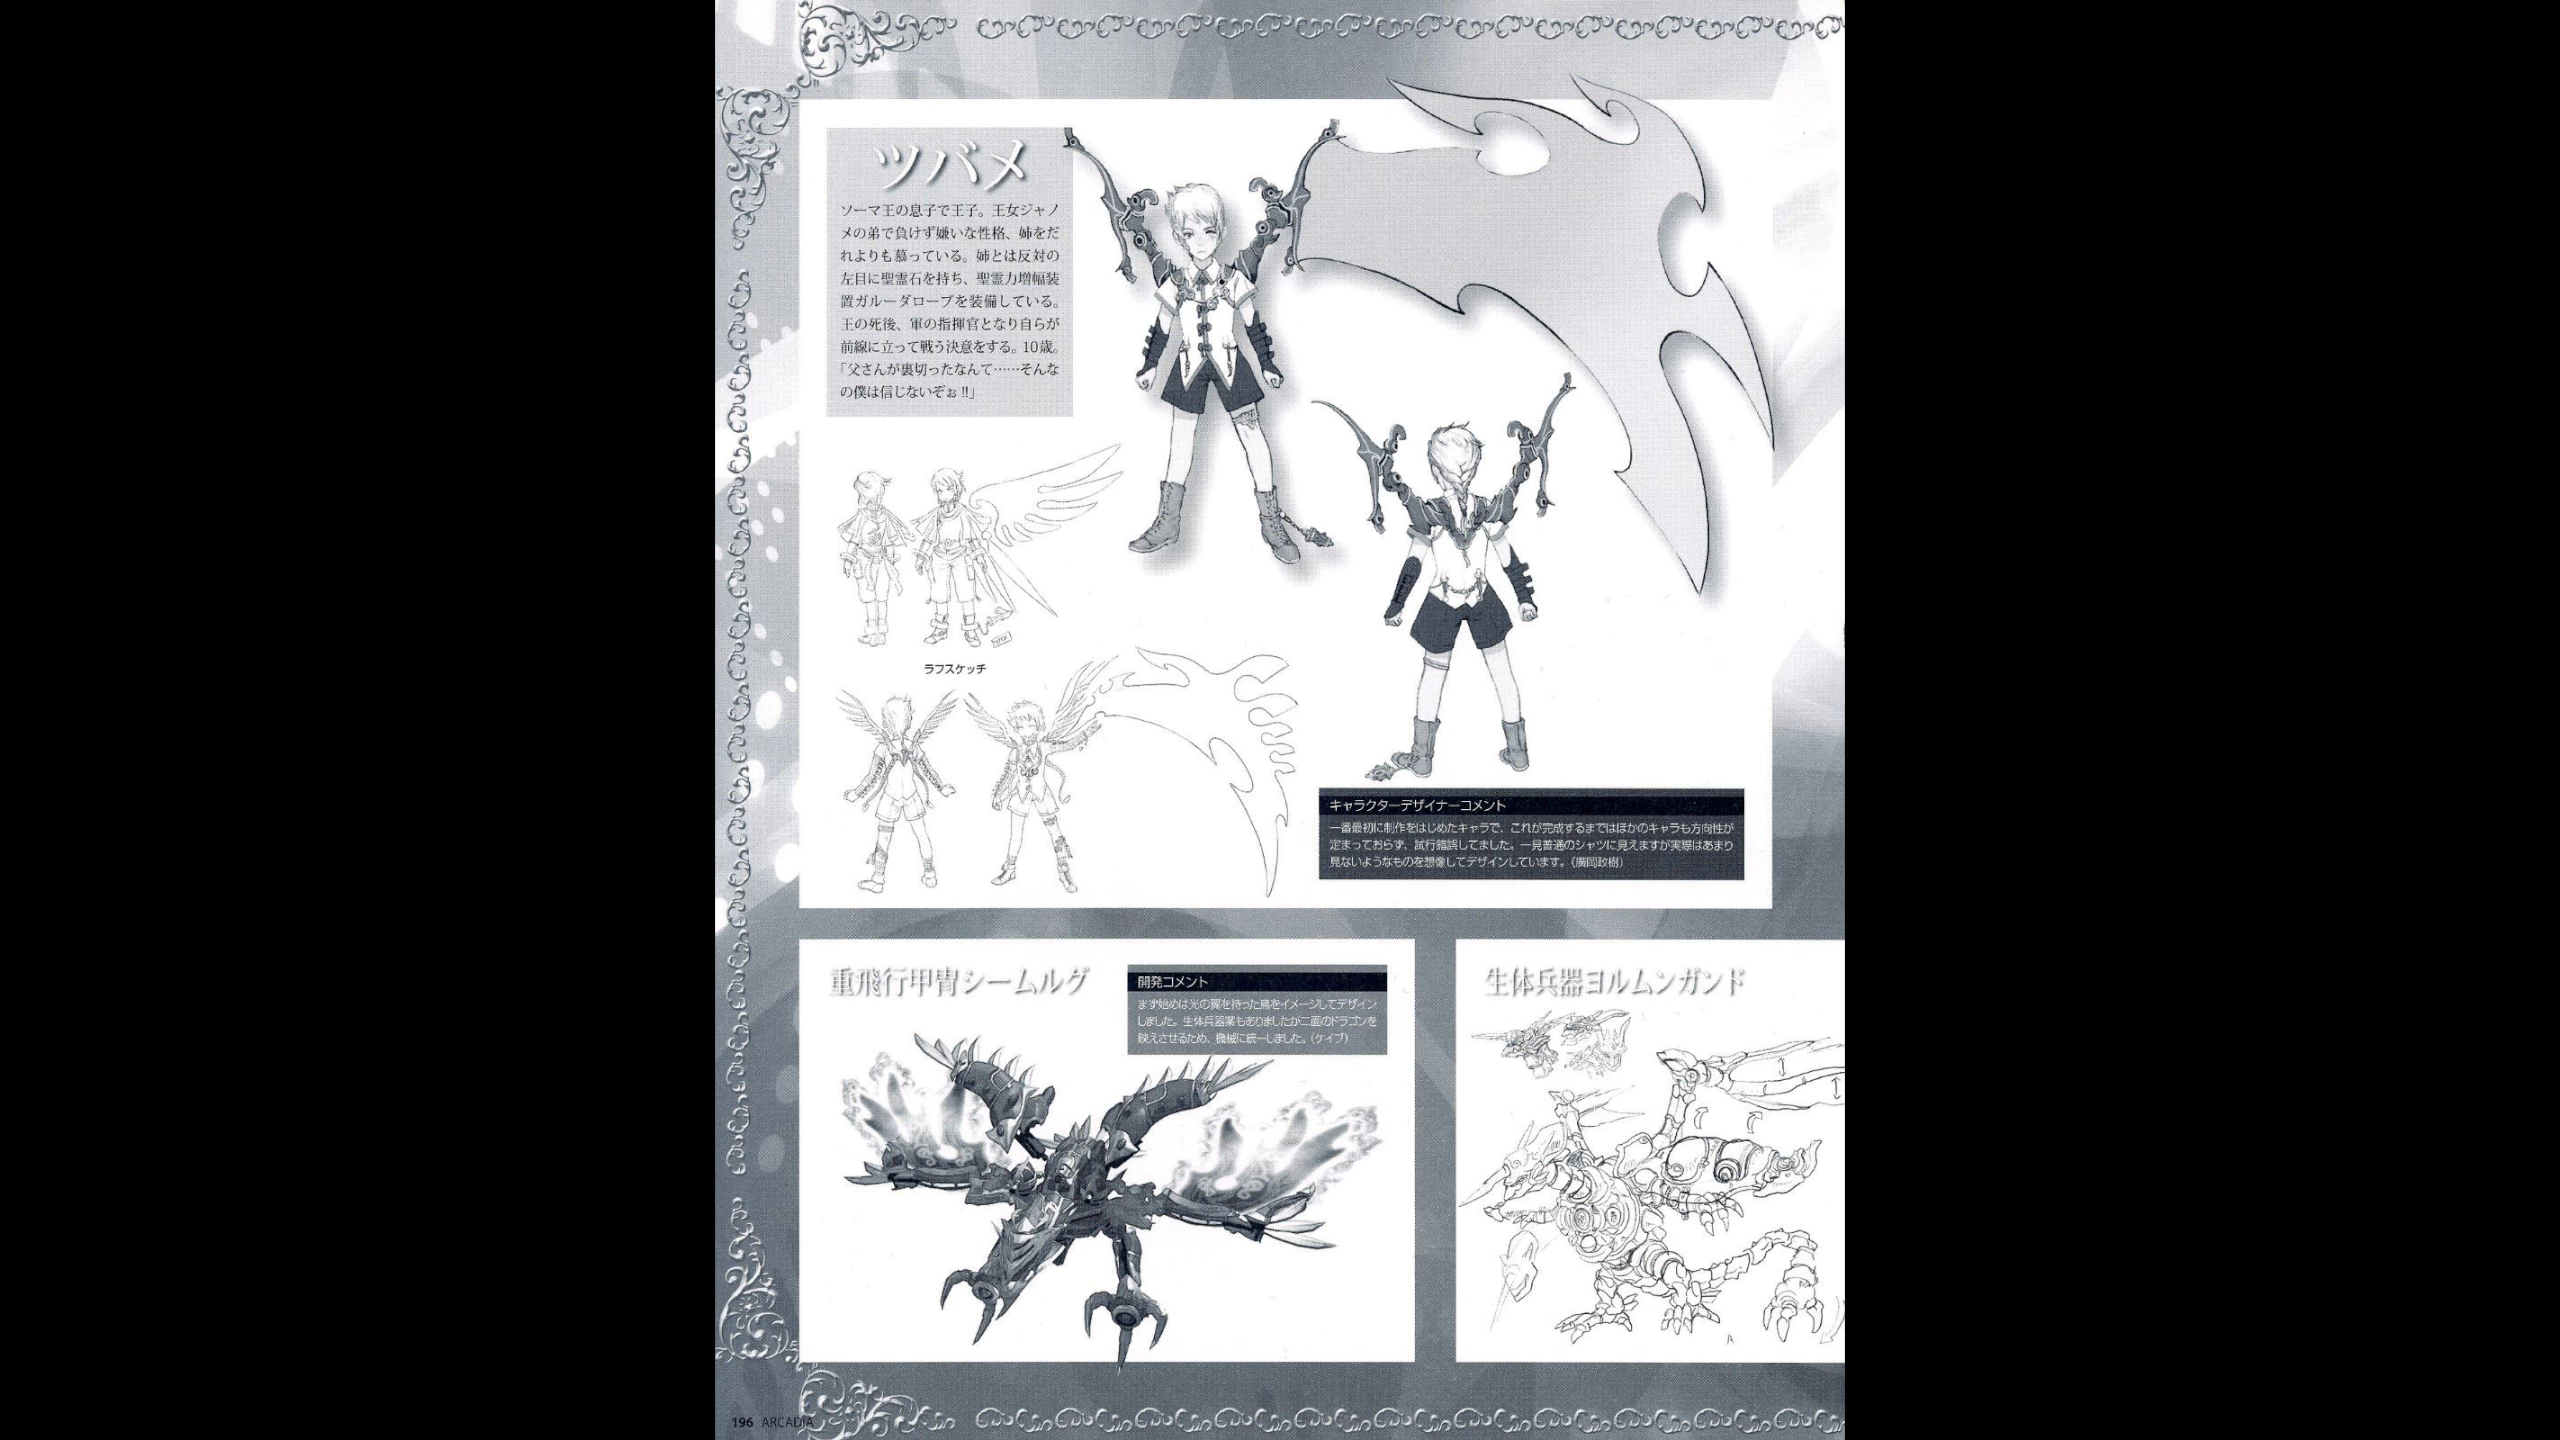 ツバメ
ソーマ王の息子で王子。王女ジャノ
メの弟で負けず嫌いな性格、姉をだ
れよりも慕っている。姉とは反対の
左目に聖霊石を持ち、聖霊力増幅装
置ガルーダローブを装備している。
王の死後、軍の指揮官となり自らが
前線に立って戦う決意をする。10歳。
「父さんが裏切ったなんて……そんな
の僕は信じないぞぉ!!」
ラフスケッチ
キャラクターデザイナーコメント
一番最初に制作をはじめたキャラで、これが完成するまではほかのキャラも方向性が
定まっておらず、試行錯誤してました。一見普通のシャツに見えますが実際はあまり
見ないようなものを想像してデザインしています。（廣岡政樹）
重飛行甲冑シームルグ
開発コメント
まず始めは光の翼を持った鳥をイメージしてデザイン
しました。生体兵器案もありましたが二面のドラゴンを
映えさせるため、機械に統一しました。（ケイブ）
生体兵器ヨルムンガンド
A
196 ARCADIA